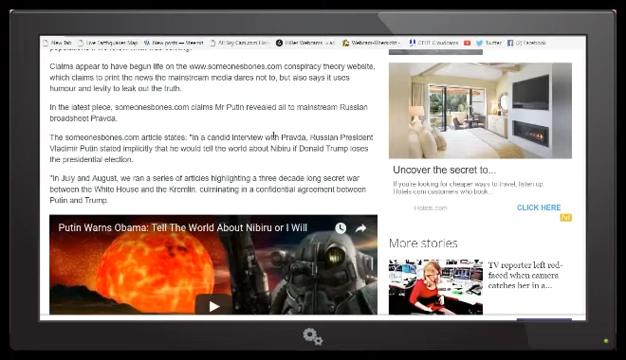 New Tab
Live Earthquakes Map
New posts — Steemit
Twitter
(2) Facebook
Claims appear to have begun life on the www.someonesbones.com conspiracy theory website,
which claims to print the news the mainstream media dares not to, but also says it uses
humour and levity to leak out the truth.
In the latest piece, someonesbones.com claims Mr Putin revealed all to mainstream Russian
broadsheet Pravda.
The someonesbones.com article states: "In a candid interview with Pravda, Russian President
Vladimir Putin stated implicitly that he would tell the world about Nibiru if Donald Trump loses
the presidential election.
"In July and August, we ran a series of articles highlighting a three decade long secret war
between the White House and the Kremlin, culminating in a confidential agreement between
Putin and Trump.
Putin Warns Obama: Tell The World About Nibiru or I Will
Uncover the secret to...
If you're looking for cheaper ways to travel, listen up.
Hotels.com customers who book...
Hotels.com
CLICK HERE
Ad
More stories
TV reporter left red-
faced when camera
catches her in a...